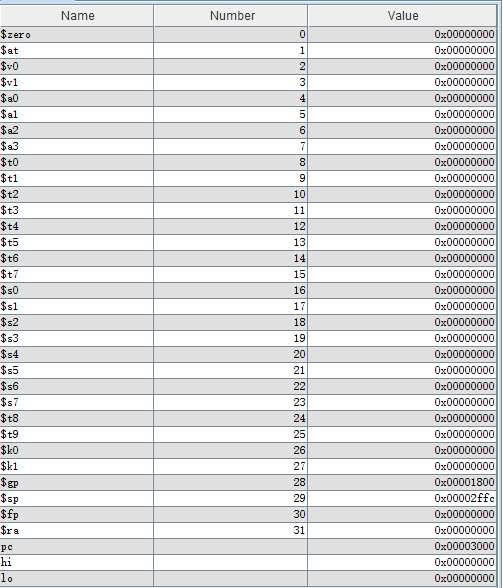 Name Number Value
$zero 0 0x00000000
$at 1 0x00000000
$v0 2 0x00000000
$v1 3 0x00000000
$a0 4 0x00000000
$a1 5 0x00000000
$a2 6 0x00000000
$a3 7 0x00000000
$t0 8 0x00000000
$t1 9 0x00000000
$t2 10 0x00000000
$t3 11 0x00000000
$t4 12 0x00000000
$t5 13 0x00000000
$t6 14 0x00000000
$t7 15 0x00000000
$s0 16 0x00000000
$s1 17 0x00000000
$s2 18 0x00000000
$s3 19 0x00000000
$s4 20 0x00000000
$s5 21 0x00000000
$s6 22 0x00000000
$s7 23 0x00000000
$t8 24 0x00000000
$t9 25 0x00000000
$k0 26 0x00000000
$k1 27 0x00000000
$gp 28 0x00001800
$sp 29 0x00002ffc
$fp 30 0x00000000
$ra 31 0x00000000
pc 0x00003000
hi 0x00000000
lo 0x00000000